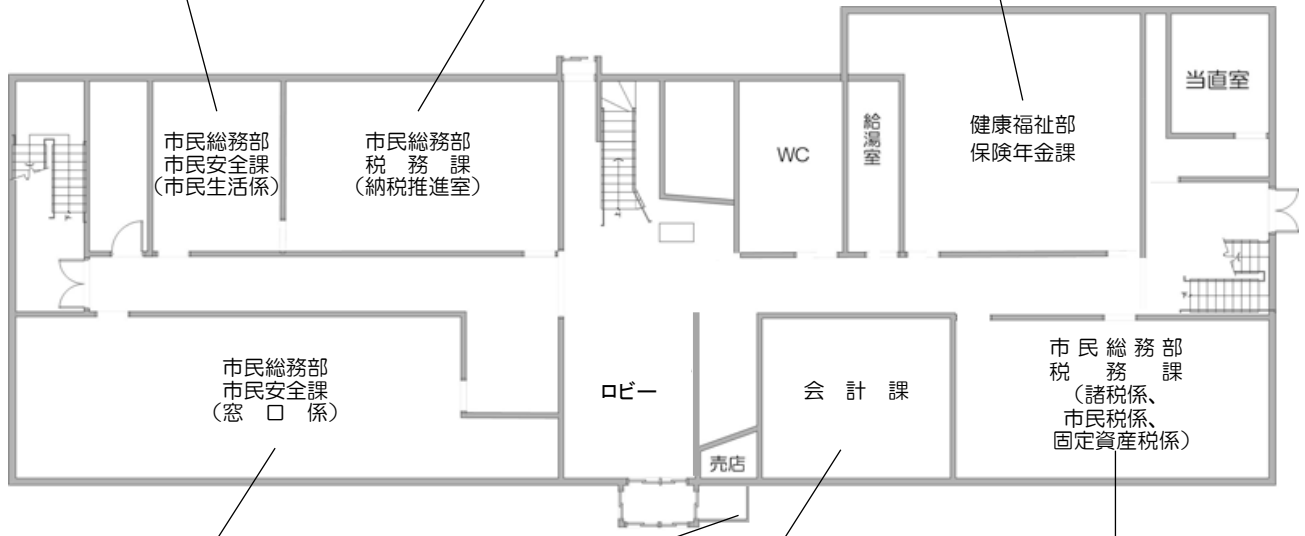 市民総務部
市民安全課
（市民生活係）
市民総務部
税　務　課
（納税推進室）
WC
給湯室
健康福祉部
保険年金課
当直室
市民総務部
市民安全課
（窓　口　係）
ロビー
売店
会　計　課
市 民 総 務 部
税　務　課
（諸税係、
市民税係、
固定資産税係）